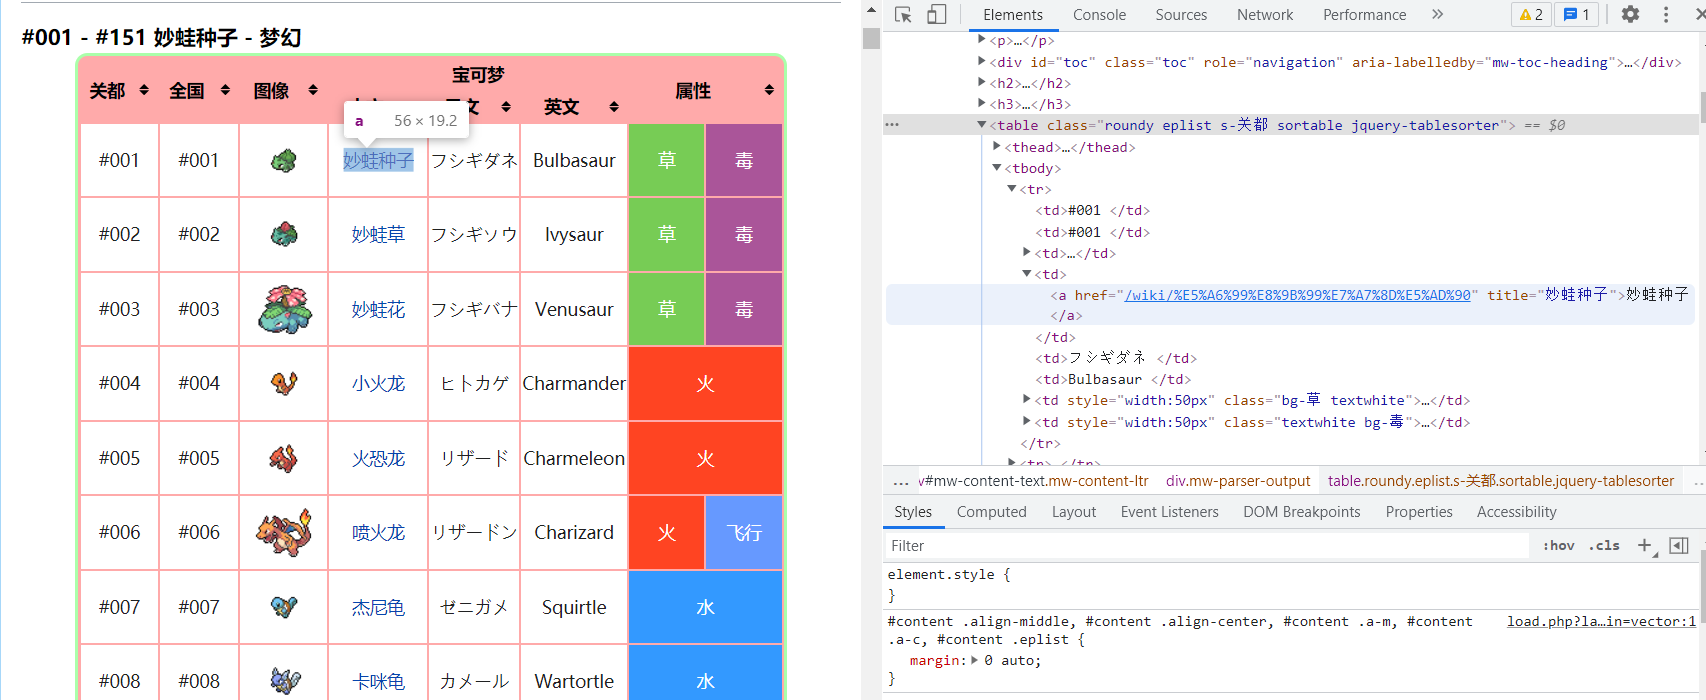 #001 - #151 妙蛙种子 - 梦幻
关都 全国 图像 宝可梦 属性
英文
a 56 × 19.2
#001 #001 妙蛙种子 フシギダネ Bulbasaur 草 毒
#002 #002 妙蛙草 フシギソウ Ivysaur 草 毒
#003 #003 妙蛙花 フシギバナ Venusaur 草 毒
#004 #004 小火龙 ヒトカゲ Charmander 火
#005 #005 火恐龙 リザード Charmeleon 火
#006 #006 喷火龙 リザードン Charizard 火 飞行
#007 #007 杰尼龟 ゼニガメ Squirtle 水
#008 #008 卡咪龟 カメール Wartortle 水
Elements Console Sources Network Performance » 2 1
<p>…</p>
<div id="toc" class="toc" role="navigation" aria-labelledby="mw-toc-heading">…</div>
<h2>…</h2>
<h3>…</h3>
<table class="roundy eplist s-关都 sortable jquery-tablesorter"> == $0
<thead>…</thead>
<tbody>
<tr>
<td>#001 </td>
<td>#001 </td>
<td>…</td>
<td>
<a href="/wiki/%E5%A6%99%E8%9B%99%E7%A7%8D%E5%AD%90" title="妙蛙种子">妙蛙种子
</a>
</td>
<td>フシギダネ </td>
<td>Bulbasaur </td>
<td style="width:50px" class="bg-草 textwhite">…</td>
<td style="width:50px" class="textwhite bg-毒">…</td>
</tr>
… v#mw-content-text.mw-content-ltr div.mw-parser-output table.roundy.eplist.s-关都.sortable.jquery-tablesorter …
Styles Computed Layout Event Listeners DOM Breakpoints Properties Accessibility
Filter :hov .cls +
element.style {
}
#content .align-middle, #content .align-center, #content .a-m, #content load.php?la…in=vector:1
.a-c, #content .eplist {
margin: 0 auto;
}